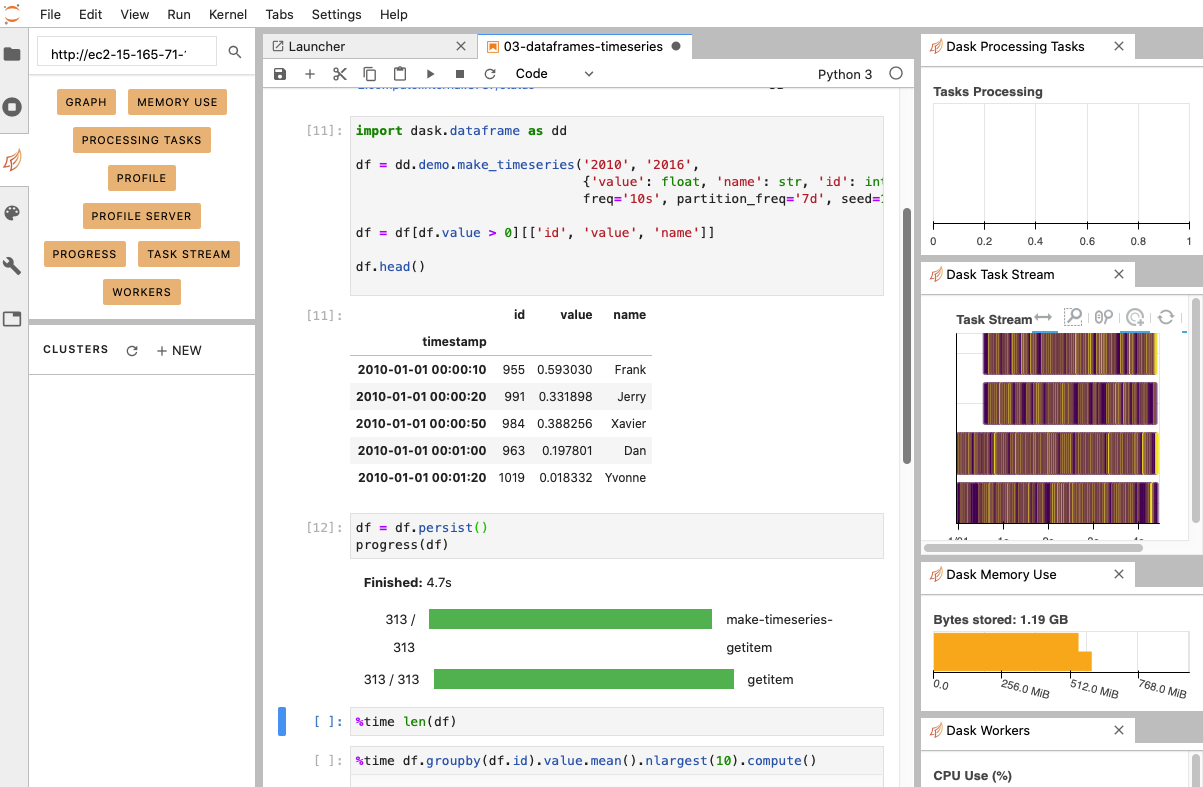 File Edit View Run Kernel Tabs Settings Help
http://ec2-15-165-71-
GRAPH MEMORY USE
PROCESSING TASKS
PROFILE
PROFILE SERVER
PROGRESS TASK STREAM
WORKERS
CLUSTERS + NEW
Launcher
03-dataframes-timeseries
Code
Python 3
[11]:
import dask.dataframe as dd
df = dd.demo.make_timeseries('2010', '2016',
{'value': float, 'name': str, 'id': int
freq='10s', partition_freq='7d', seed=1
df = df[df.value > 0][['id', 'value', 'name']]
df.head()
[11]:
id value name
timestamp
2010-01-01 00:00:10 955 0.593030 Frank
2010-01-01 00:00:20 991 0.331898 Jerry
2010-01-01 00:00:50 984 0.388256 Xavier
2010-01-01 00:01:00 963 0.197801 Dan
2010-01-01 00:01:20 1019 0.018332 Yvonne
[12]:
df = df.persist()
progress(df)
Finished: 4.7s
313 /
313
make-timeseries-
getitem
313 / 313 getitem
[ ]: %time len(df)
[ ]: %time df.groupby(df.id).value.mean().nlargest(10).compute()
Dask Processing Tasks
Tasks Processing
0 0.2 0.4 0.6 0.8 1
Dask Task Stream
Task Stream
Dask Memory Use
Bytes stored: 1.19 GB
0.0 256.0 MiB 512.0 MiB 768.0 MiB
Dask Workers
CPU Use (%)